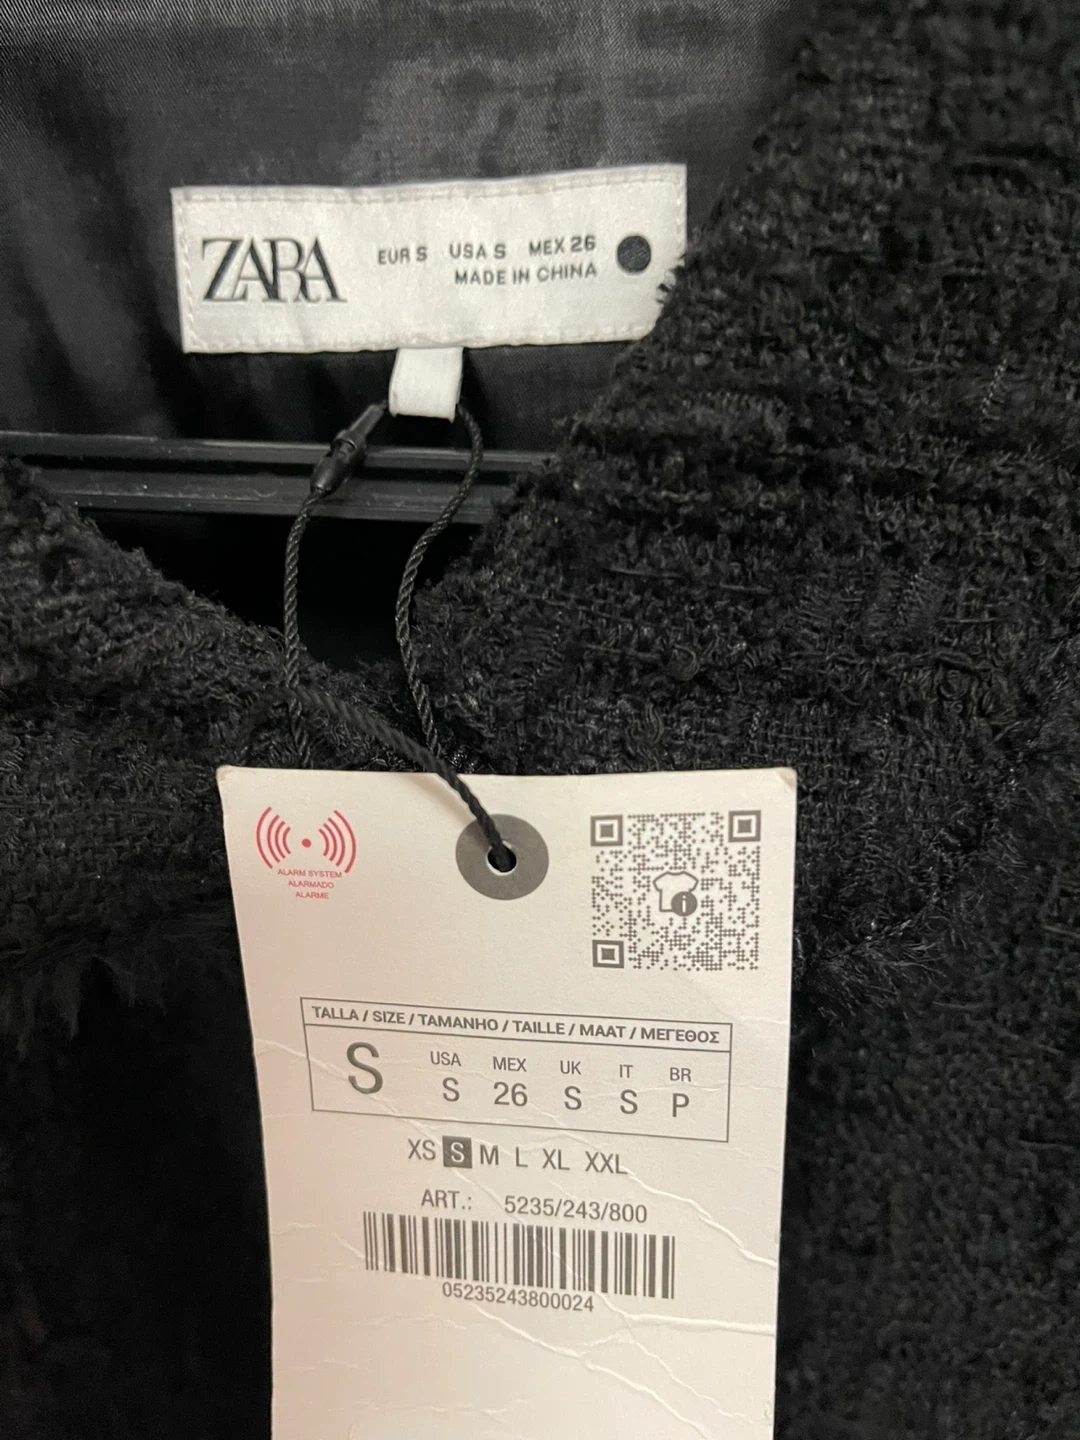 ZARA
EUR S USA S MEX 26
MADE IN CHINA
ALARM SYSTEM
ALARMADO
ALARME
i
TALLA / SIZE / TAMANHO / TAILLE / MAAT / ΜΕΓΕΘΟΣ
USA MEX UK IT BR
S S 26 S S P
XS S M L XL XXL
ART.: 5235/243/800
05235243800024